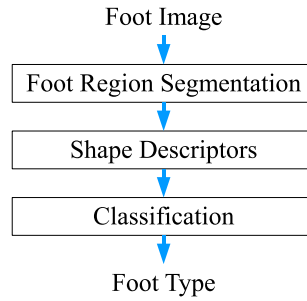 Foot Image
Foot Region Segmentation
Shape Descriptors
Classification
Foot Type